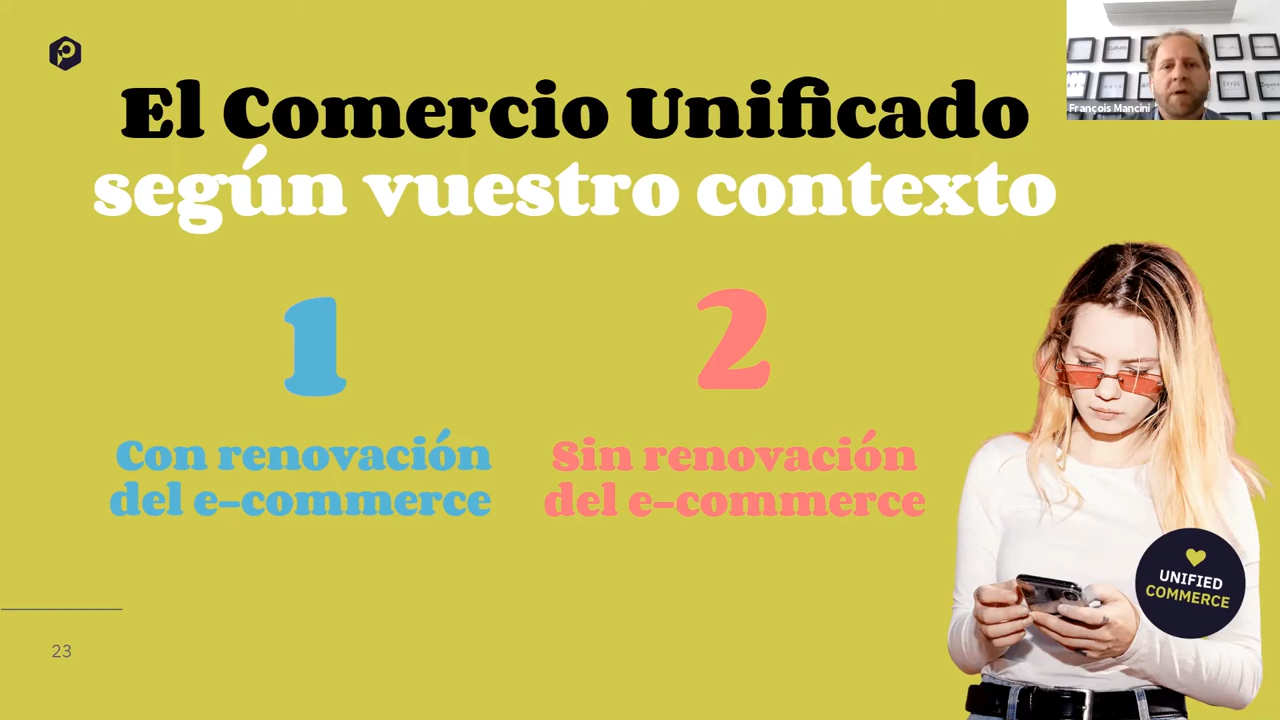 El Comercio Unificado
según vuestro contexto
François Mancini
1
Con renovación
del e-commerce
2
Sin renovación
del e-commerce
UNIFIED
COMMERCE
23